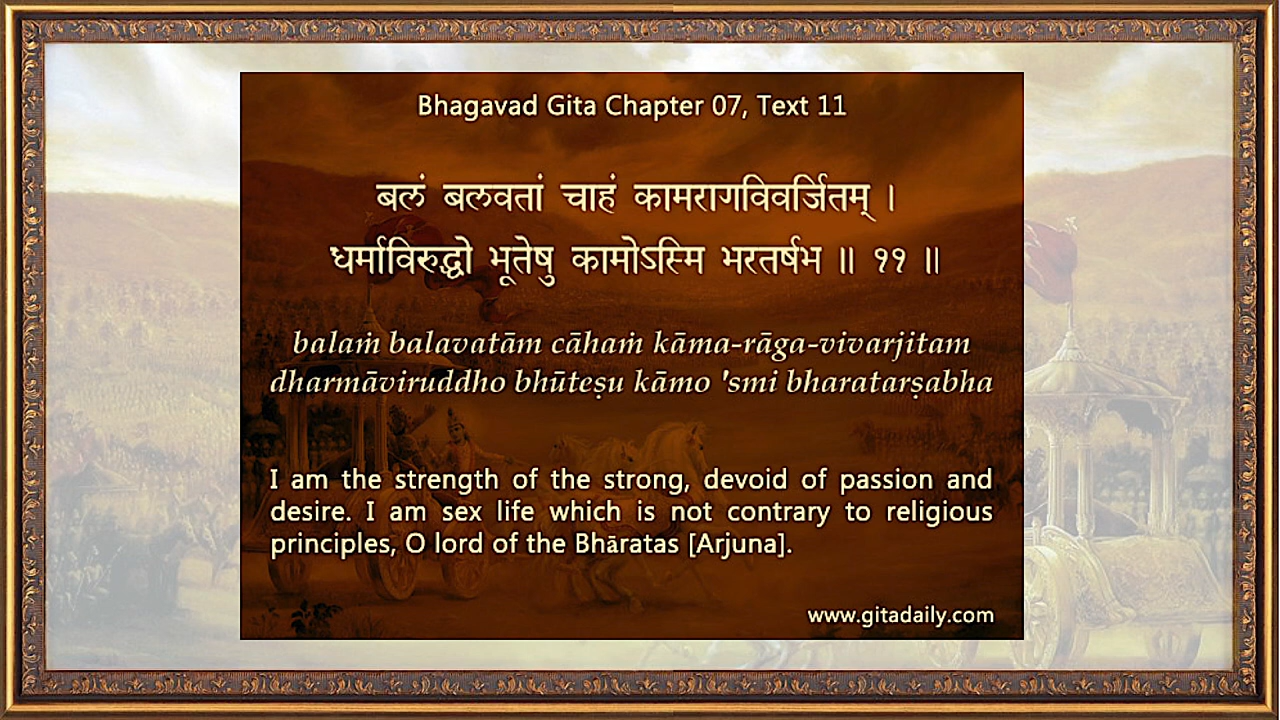 Bhagavad Gita Chapter 07, Text 11
बलं बलवतां चाहं कामरागविवर्जितम् ।
धर्माविरुद्धो भूतेषु कामोऽस्मि भरतर्षभ ॥ ११ ॥
balaṁ balavatām cāhaṁ kāma-rāga-vivarjitam
dharmāviruddho bhūteṣu kāmo 'smi bharatarṣabha
I am the strength of the strong, devoid of passion and
desire. I am sex life which is not contrary to religious
principles, O lord of the Bhāratas [Arjuna].
www.gitadaily.com